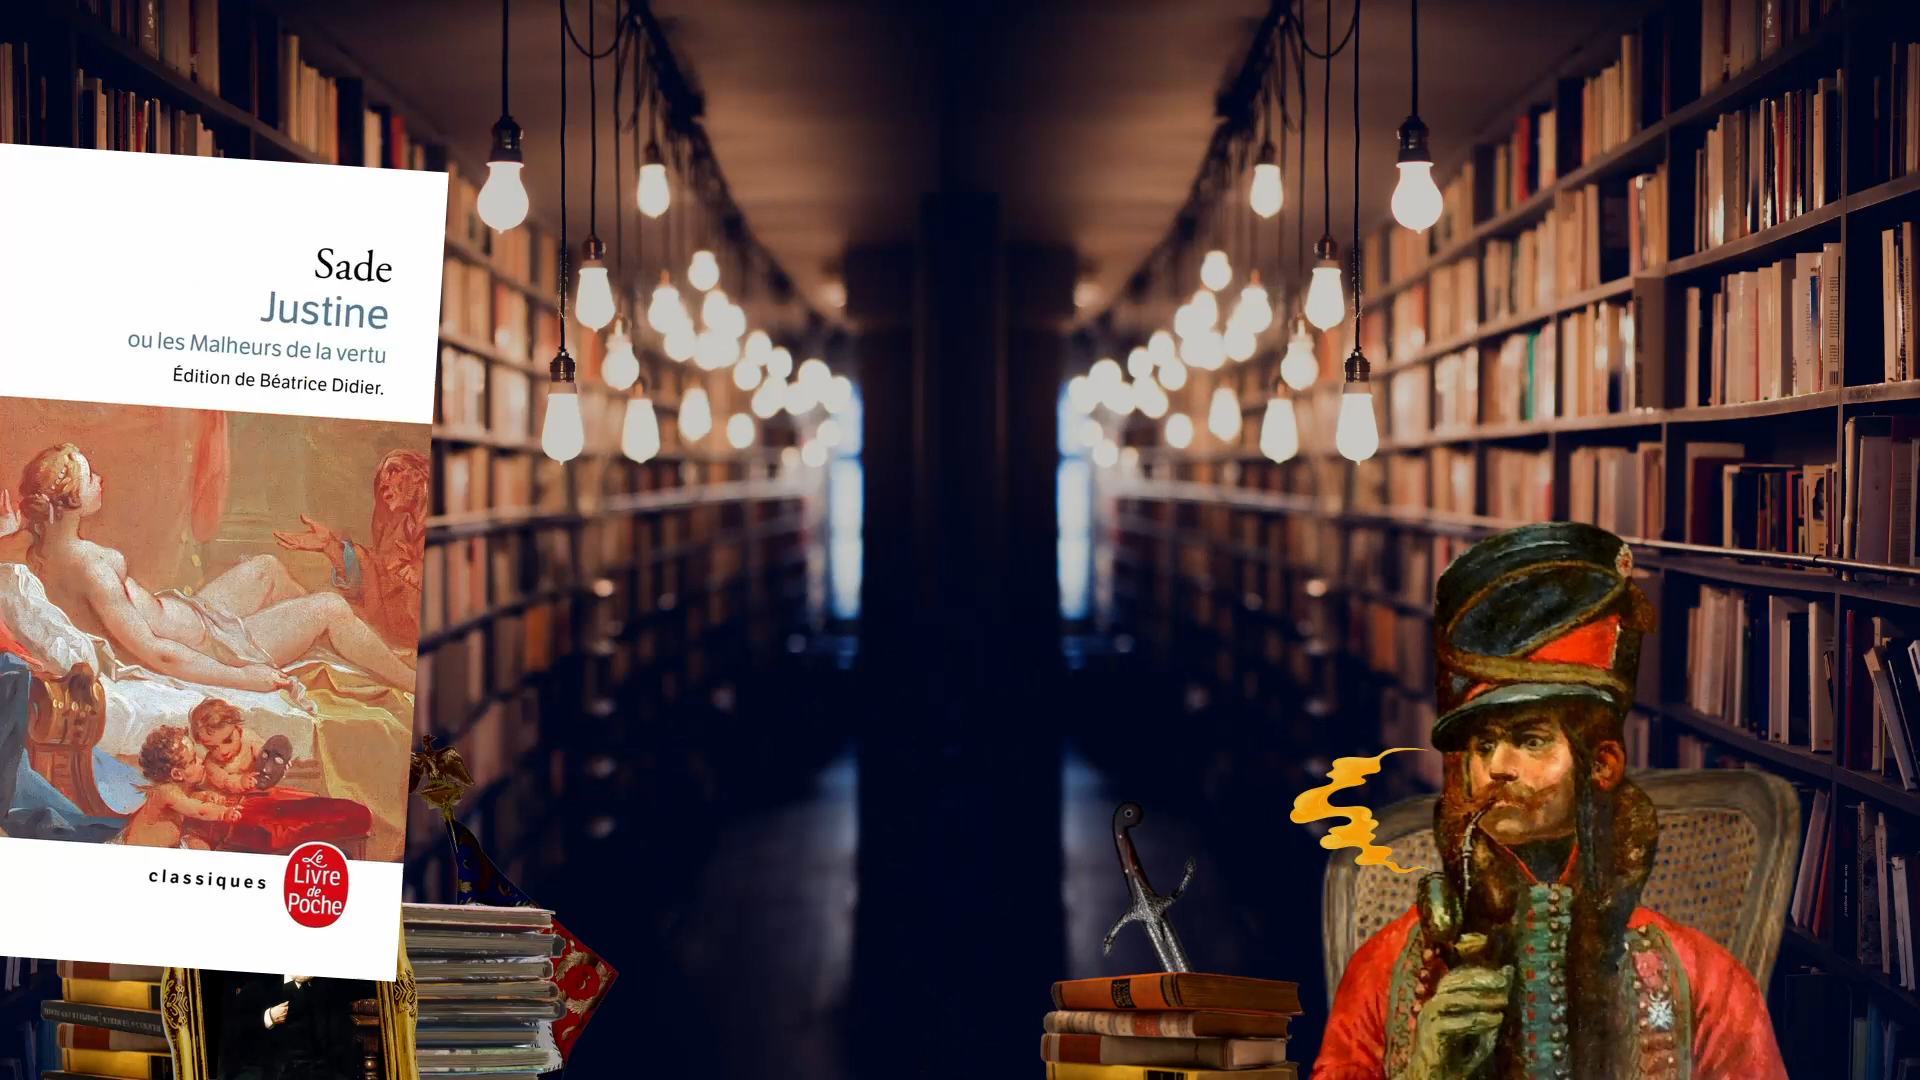 Sade
Justine
ou les Malheurs de la vertu
Édition de Béatrice Didier.
classiques
Le
Livre
de
Poche